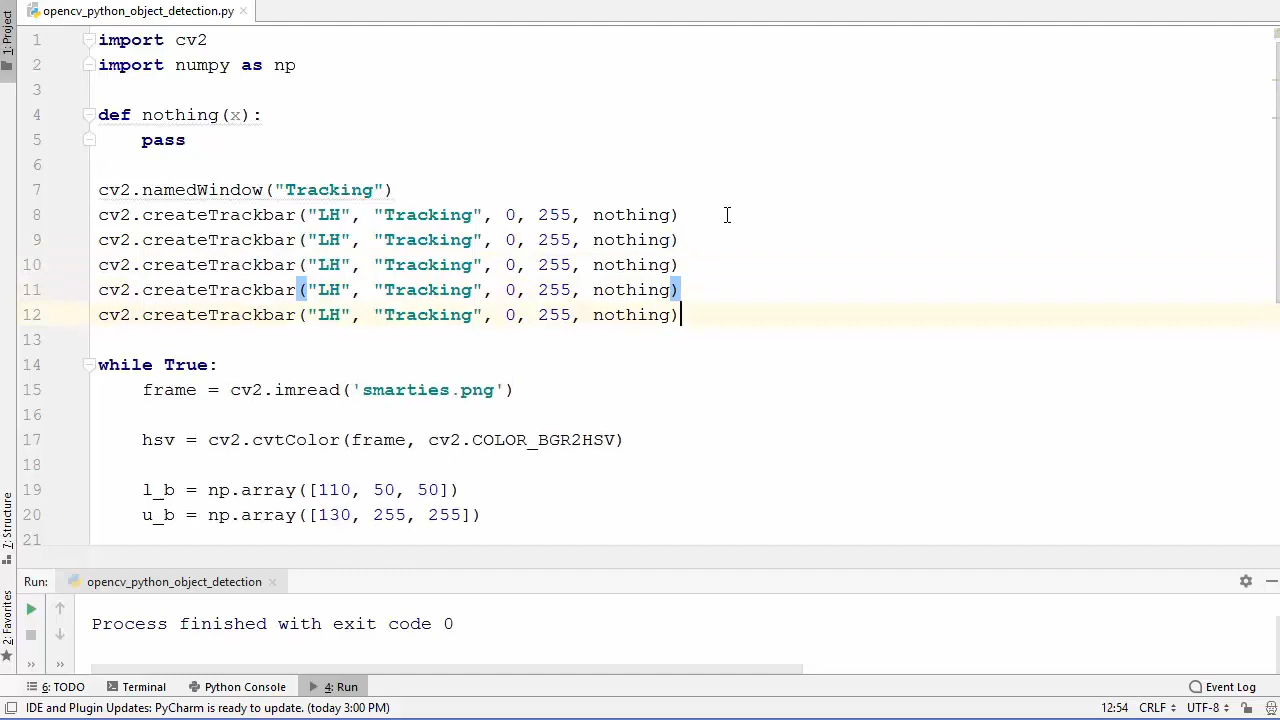 opencv_python_object_detection.py
1: Project
1 import cv2
2 import numpy as np
3
4 def nothing(x):
5     pass
6
7 cv2.namedWindow("Tracking")
8 cv2.createTrackbar("LH", "Tracking", 0, 255, nothing)
9 cv2.createTrackbar("LH", "Tracking", 0, 255, nothing)
10 cv2.createTrackbar("LH", "Tracking", 0, 255, nothing)
11 cv2.createTrackbar("LH", "Tracking", 0, 255, nothing)
12 cv2.createTrackbar("LH", "Tracking", 0, 255, nothing)
13
14 while True:
15     frame = cv2.imread('smarties.png')
16
17     hsv = cv2.cvtColor(frame, cv2.COLOR_BGR2HSV)
18
19     l_b = np.array([110, 50, 50])
20     u_b = np.array([130, 255, 255])
21
7: Structure
2: Favorites
Run: opencv_python_object_detection
Process finished with exit code 0
6: TODO Terminal Python Console 4: Run Event Log
IDE and Plugin Updates: PyCharm is ready to update. (today 3:00 PM) 12:54 CRLF UTF-8